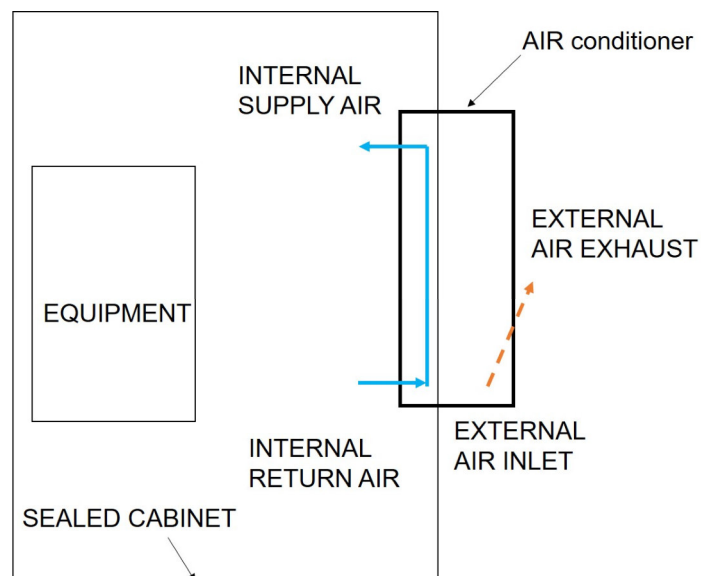 AIR conditioner
INTERNAL
SUPPLY AIR
EXTERNAL
AIR EXHAUST
EQUIPMENT
EXTERNAL
AIR INLET
INTERNAL
RETURN AIR
SEALED CABINET